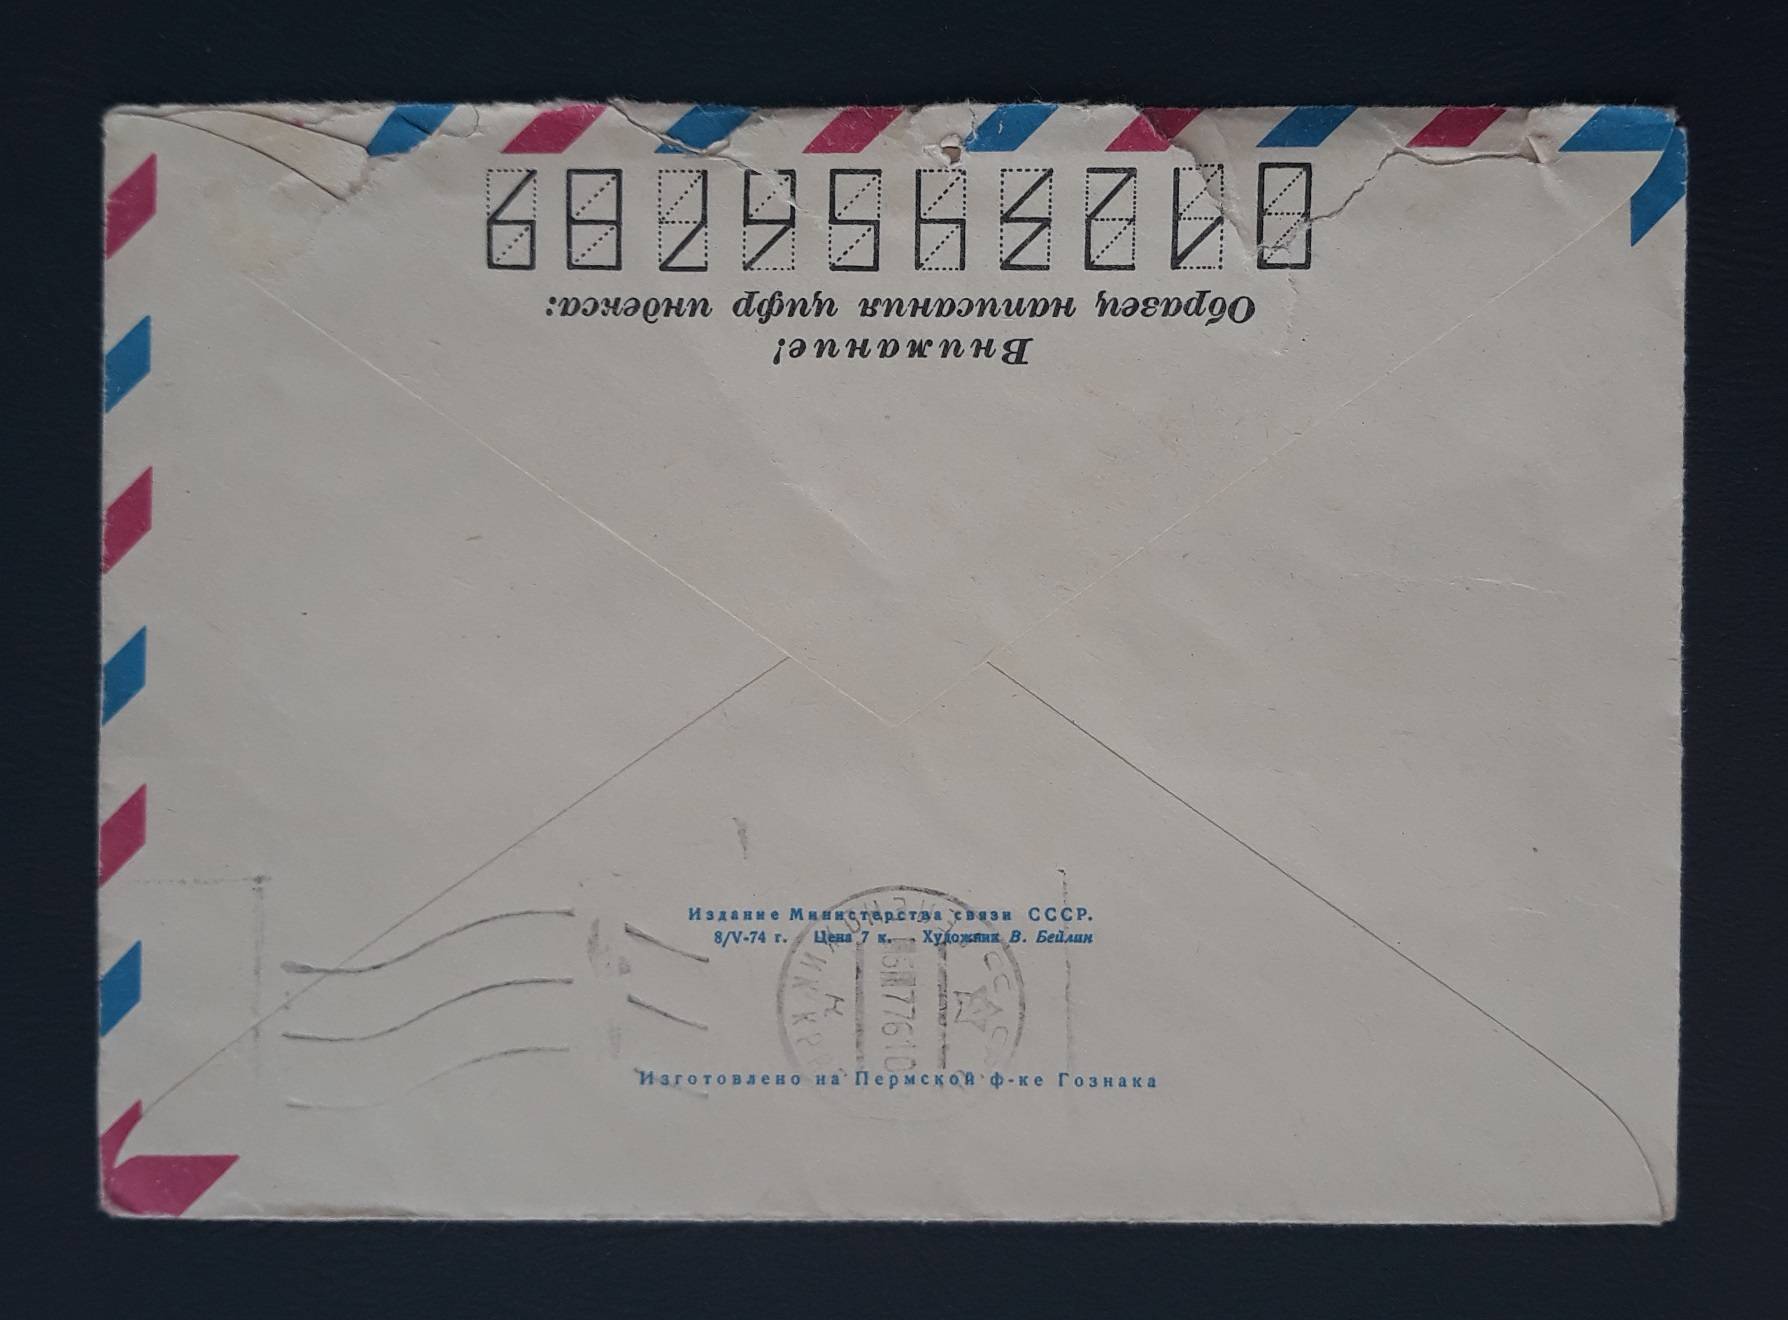 Внимание!
Образец написания цифр индекса:
0123456789
Издание Министерства связи СССР.
8/V-74 г. Цена 7 к. Художник В. Бейлин
Изготовлено на Пермской ф-ке Гознака